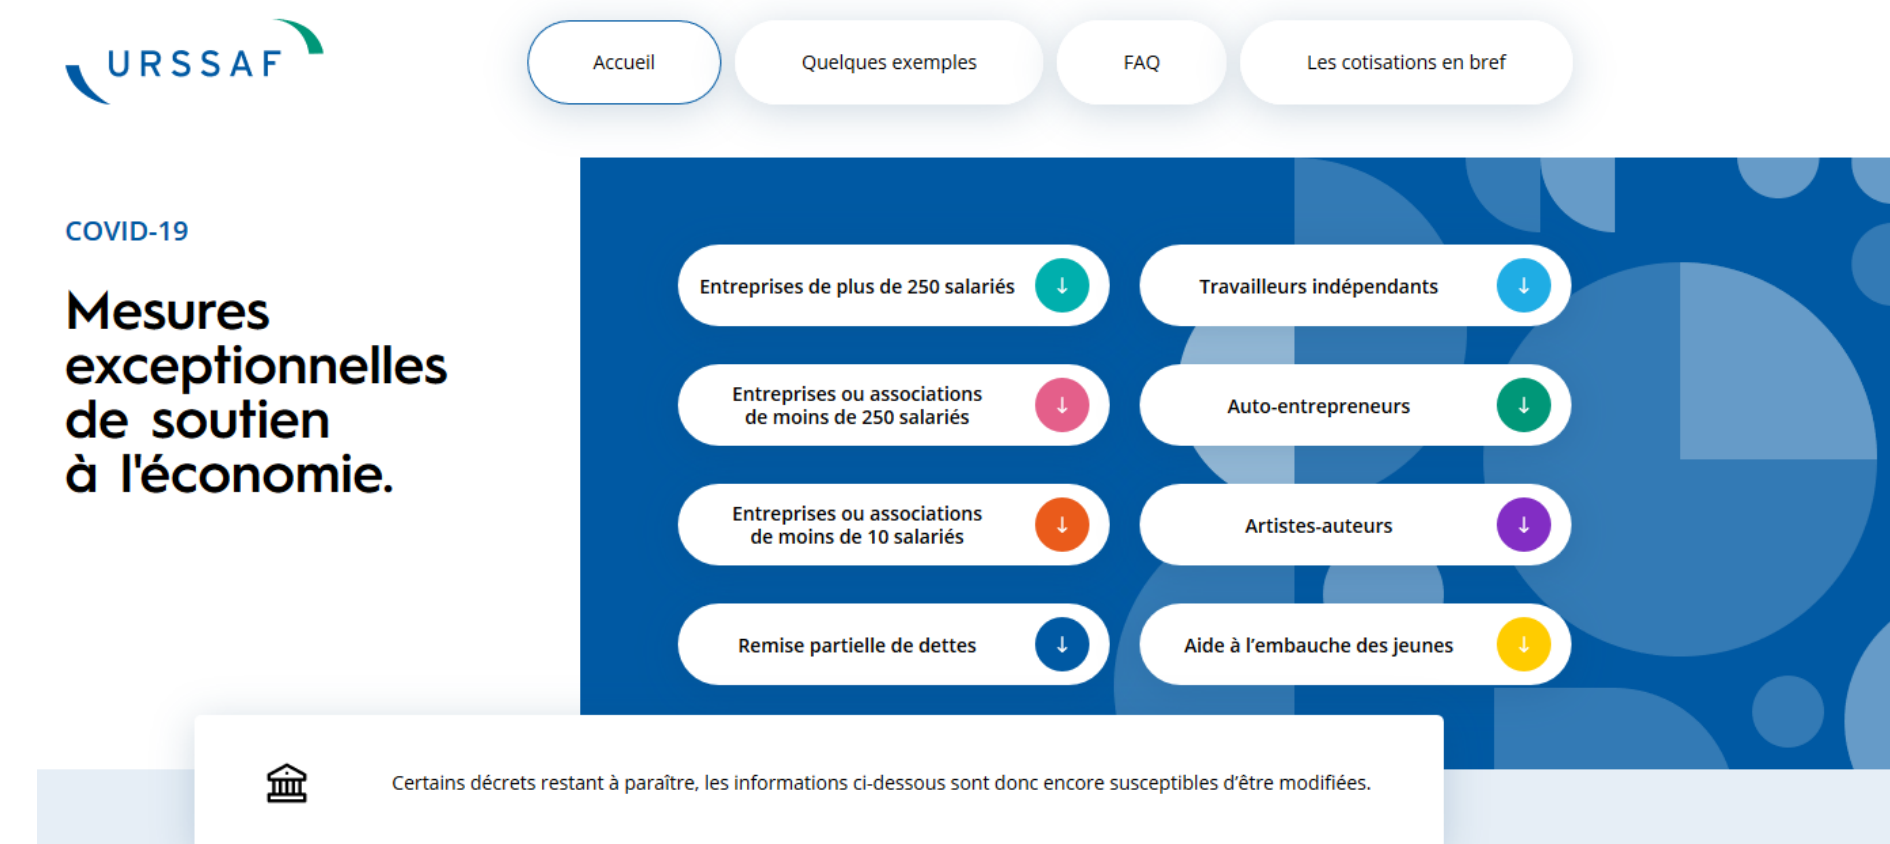 URSSAF
Accueil
Quelques exemples
FAQ
Les cotisations en bref
COVID-19
Mesures
exceptionnelles
de soutien
à l'économie.
Entreprises de plus de 250 salariés
Travailleurs indépendants
Entreprises ou associations
de moins de 250 salariés
Auto-entrepreneurs
Entreprises ou associations
de moins de 10 salariés
Artistes-auteurs
Remise partielle de dettes
Aide à l’embauche des jeunes
Certains décrets restant à paraître, les informations ci-dessous sont donc encore susceptibles d’être modifiées.